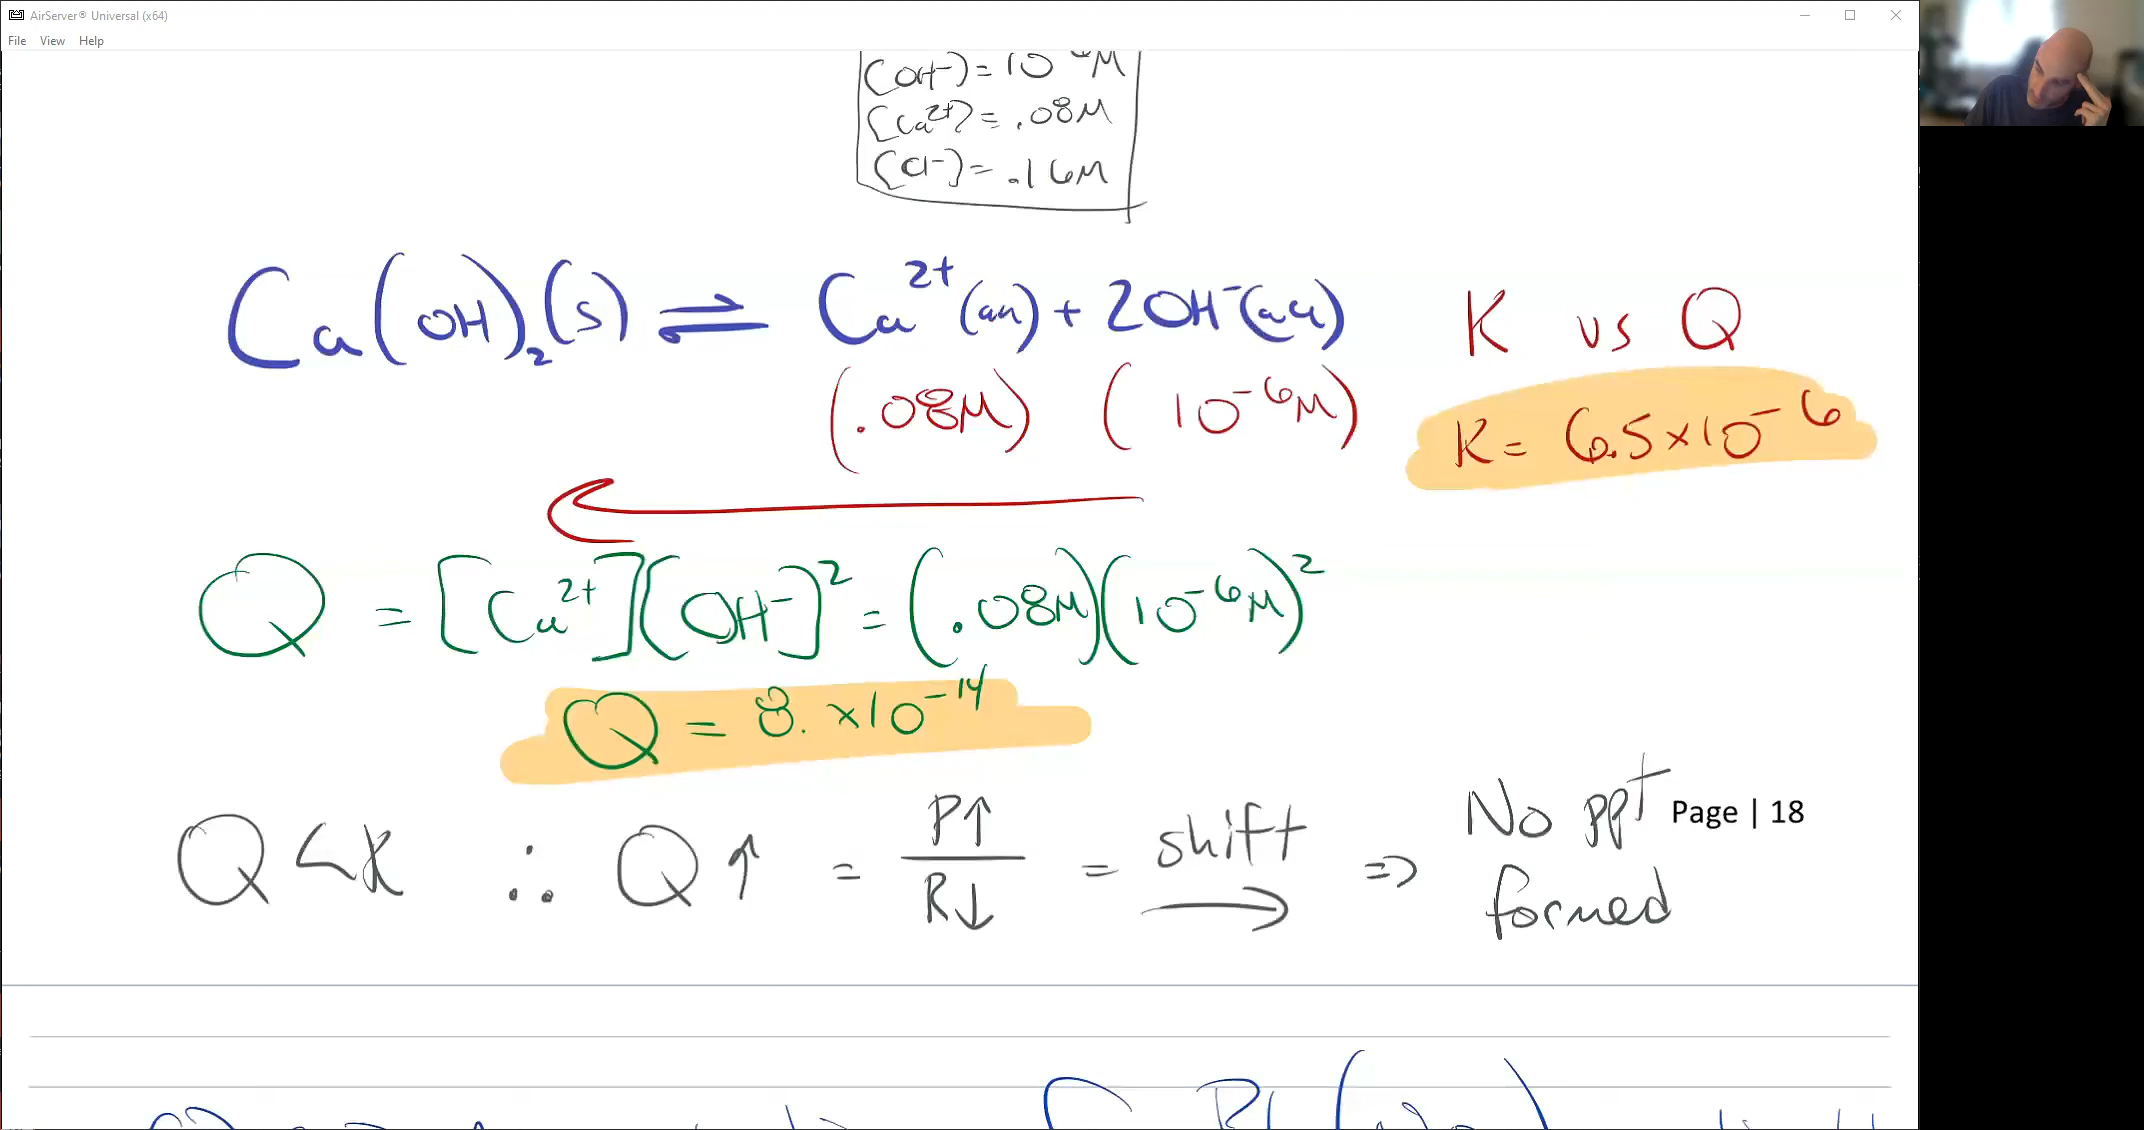 AirServer® Universal (x64)
File View Help
(OH⁻) = 10⁻⁶M
[Ca²⁺] = .08M
(Cl⁻) = .16M
Ca(OH)₂(s) ⇌ Ca²⁺(aq) + 2OH⁻(aq) K vs Q
(.08M) (10⁻⁶M) K = 6.5×10⁻⁶
Q = [Ca²⁺][OH⁻]² = (.08M)(10⁻⁶M)²
Q = 8. ×10⁻¹⁴
Q < K ∴ Q ↑ = P↑ / R↓ = shift → ⇒ No ppt formed
Page | 18